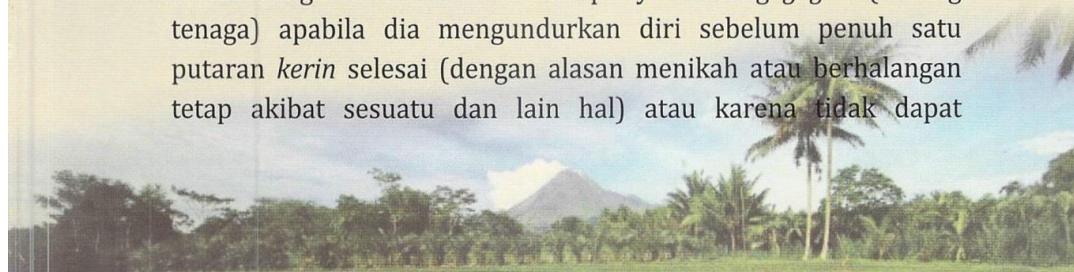 tenaga) apabila dia mengundurkan diri sebelum penuh satu
putaran kerin selesai (dengan alasan menikah atau berhalangan
tetap akibat sesuatu dan lain hal) atau karena tidak dapat